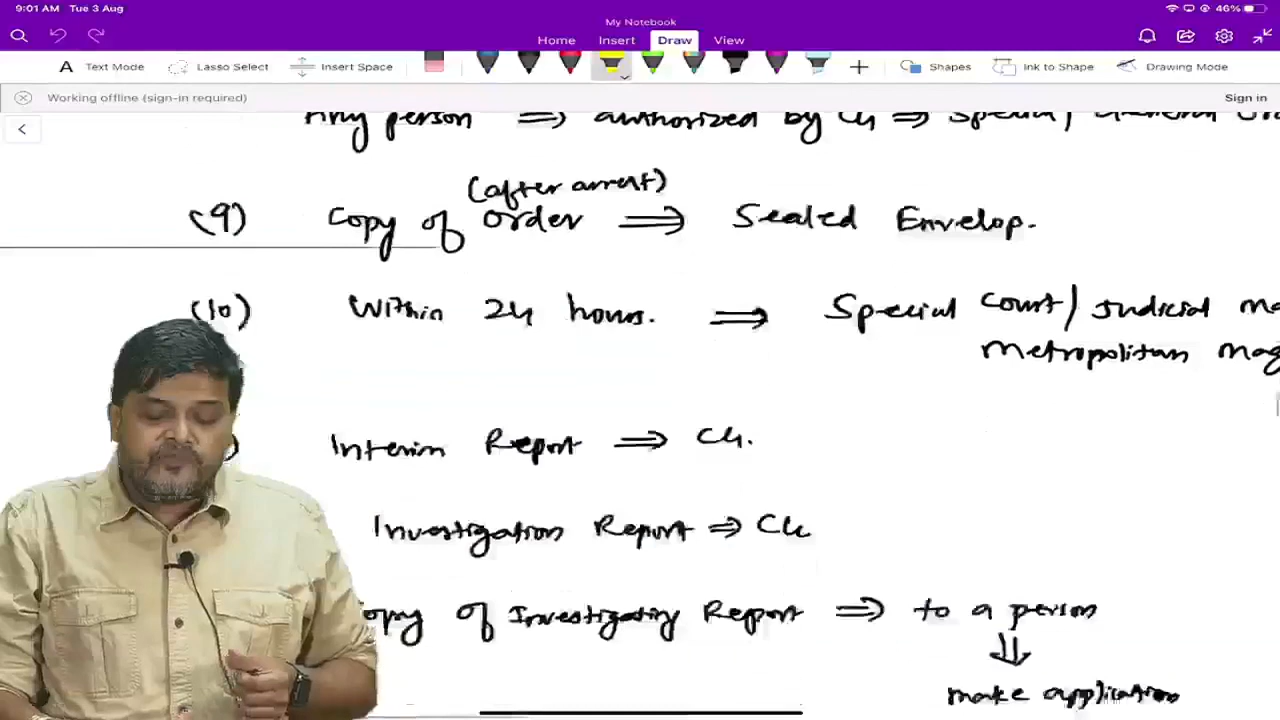 9:01 AM Tue 3 Aug
46%
My Notebook
Home Insert Draw View
Text Mode Lasso Select Insert Space Shapes Ink to Shape Drawing Mode
Working offline (sign-in required) Sign in
Any person ⇒ authorized by CG ⇒ Special/
(after arrest)
(9) Copy of order ⇒ Sealed Envelop.
(10) Within 24 hours. ⇒ Special Court/ Judicial
Metropolitan Mag
Interim Report ⇒ CG.
Investigation Report ⇒ CG
opy of Investigating Report ⇒ to a person
⇓
make application